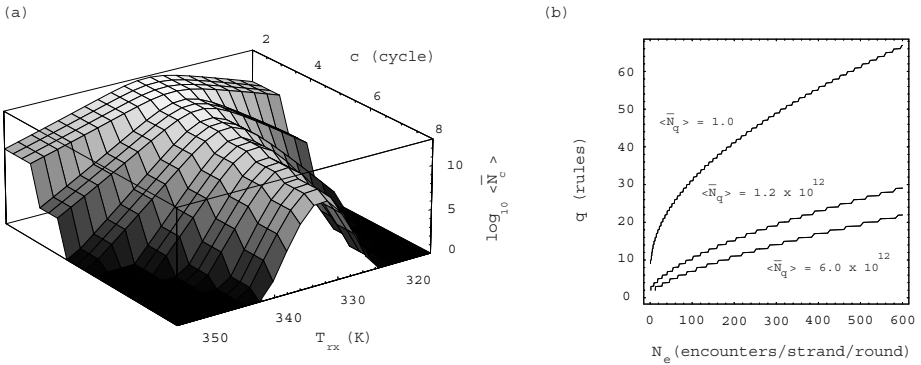 (a)
2
4
6
8
c (cycle)
10
5
0
log10 <N̅c>
320
330
340
350
Trx (K)
(b)
60
50
40
30
20
10
0
q (rules)
<N̅q> = 1.0
<N̅q> = 1.2 x 10^12
<N̅q> = 6.0 x 10^12
0 100 200 300 400 500 600
Ne (encounters/strand/round)